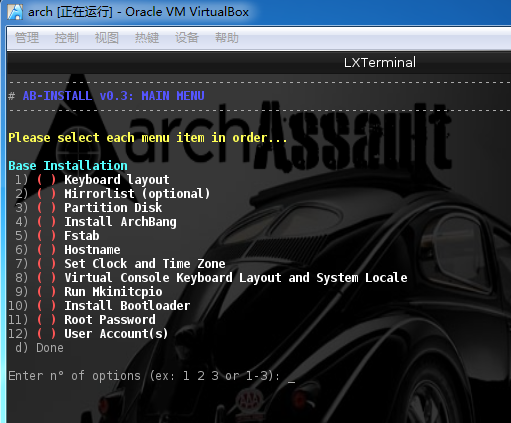 arch [正在运行] - Oracle VM VirtualBox
管理 控制 视图 热键 设备 帮助
LXTerminal
# AB-INSTALL v0.3: MAIN MENU
archAssault
Please select each menu item in order...
Base Installation
1) ( ) Keyboard layout
2) ( ) Mirrorlist (optional)
3) ( ) Partition Disk
4) ( ) Install ArchBang
5) ( ) Fstab
6) ( ) Hostname
7) ( ) Set Clock and Time Zone
8) ( ) Virtual Console Keyboard Layout and System Locale
9) ( ) Run Mkinitcpio
10) ( ) Install Bootloader
11) ( ) Root Password
12) ( ) User Account(s)
d) Done
Enter n° of options (ex: 1 2 3 or 1-3): _